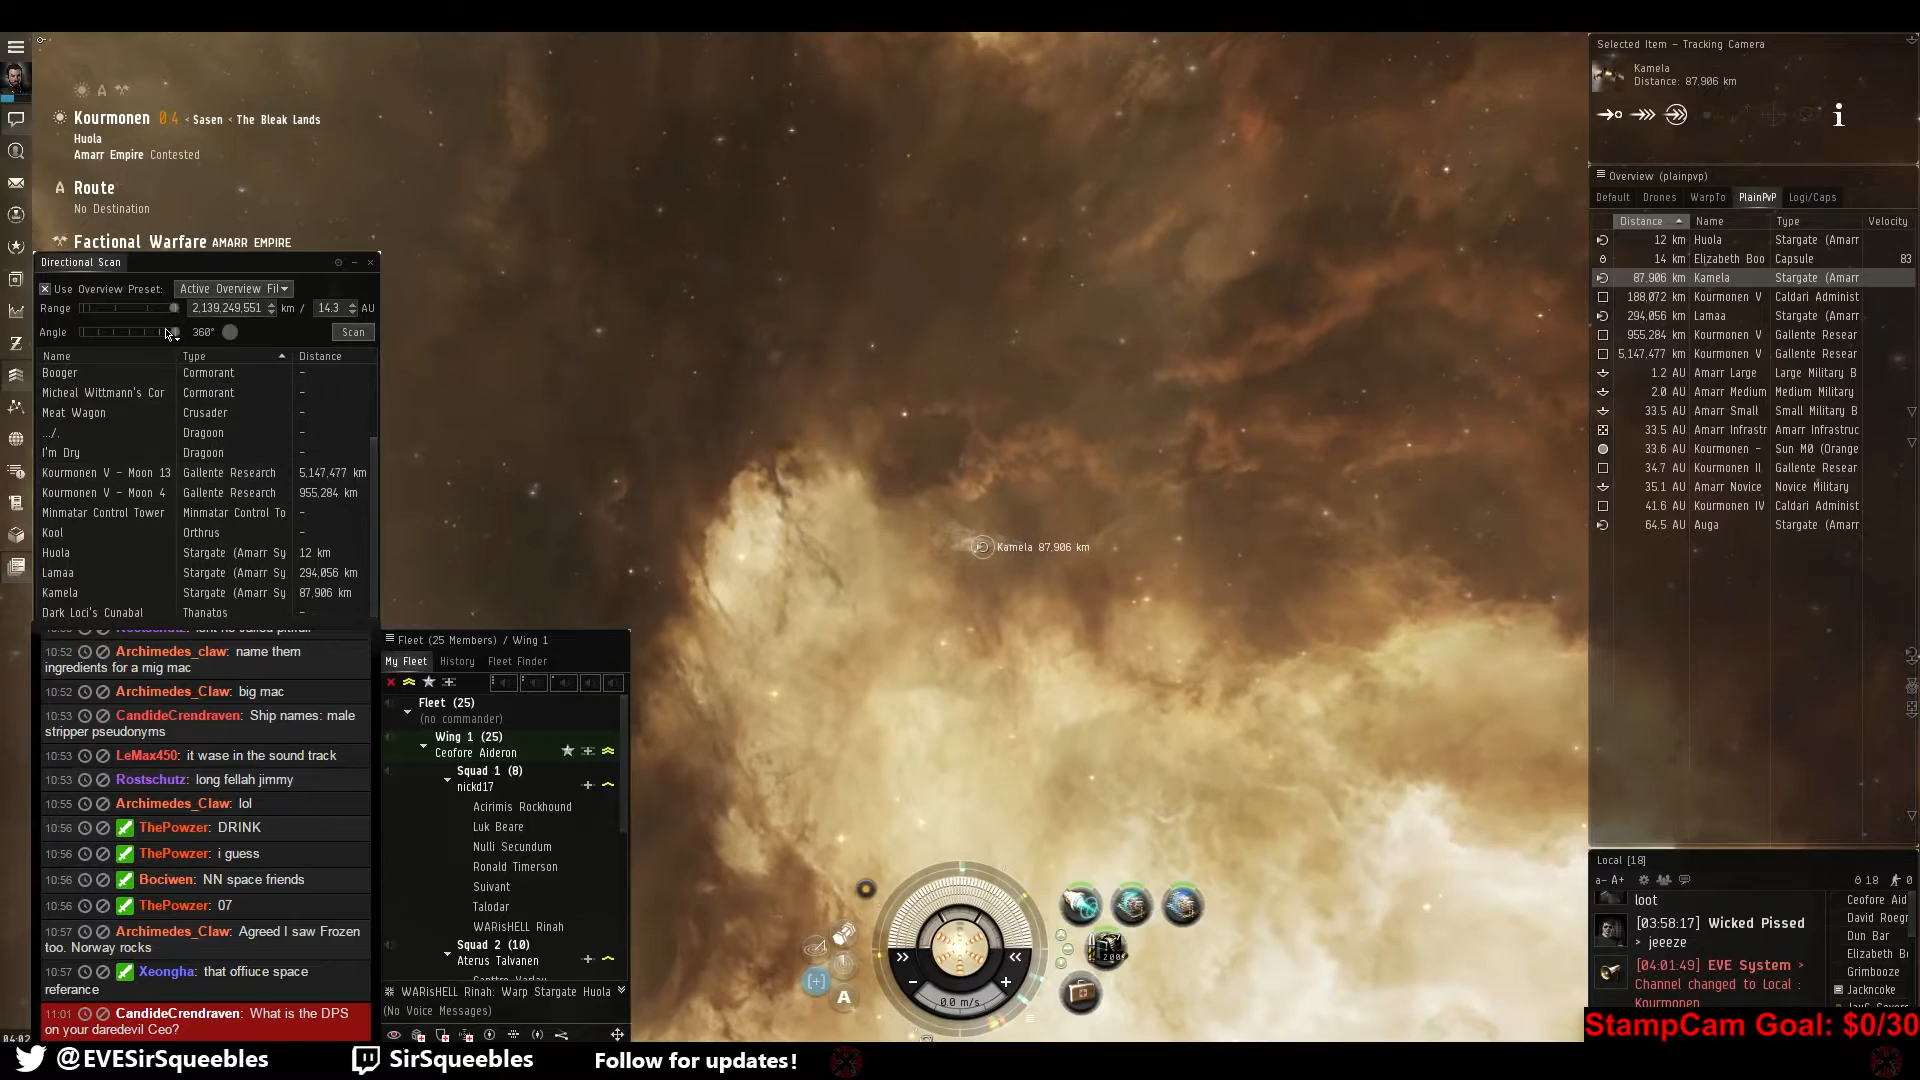 Kourmonen 0.4 < Sasen < The Bleak Lands
Huola
Amarr Empire Contested
Route
No Destination
Factional Warfare AMARR EMPIRE
Directional Scan
Use Overview Preset: Active Overview Fil
Range 2,139,249,551 km / 14.3 AU
Angle 360° Scan
Name Type Distance
Booger Cormorant -
Micheal Wittmann's Cor Cormorant -
Meat Wagon Crusader -
.../. Dragoon -
I'm Dry Dragoon -
Kourmonen V - Moon 13 Gallente Research 5,147,477 km
Kourmonen V - Moon 4 Gallente Research 955,284 km
Minmatar Control Tower Minmatar Control To -
Kool Orthrus -
Huola Stargate (Amarr Sy 12 km
Lamaa Stargate (Amarr Sy 294,056 km
Kamela Stargate (Amarr Sy 87,906 km
Dark Loci's Cunabal Thanatos -
10:52 Archimedes_claw: name them
ingredients for a mig mac
10:52 Archimedes_Claw: big mac
10:53 CandideCrendraven: Ship names: male
stripper pseudonyms
10:53 LeMax450: it wase in the sound track
10:53 Rostschutz: long fellah jimmy
10:55 Archimedes_Claw: lol
10:56 ThePowzer: DRINK
10:56 ThePowzer: i guess
10:56 Bociwen: NN space friends
10:56 ThePowzer: 07
10:57 Archimedes_Claw: Agreed I saw Frozen
too. Norway rocks
10:57 Xeongha: that offiuce space
referance
11:01 CandideCrendraven: What is the DPS
on your daredevil Ceo?
04:02
Fleet (25 Members) / Wing 1
My Fleet History Fleet Finder
Fleet (25)
(no commander)
Wing 1 (25)
Ceofore Aideron
Squad 1 (8)
nickd17
Acirimis Rockhound
Luk Beare
Nulli Secundum
Ronald Timerson
Suivant
Talodar
WARisHELL Rinah
Squad 2 (10)
Aterus Talvanen
WARisHELL Rinah: Warp Stargate Huola
(No Voice Messages)
Kamela 87,906 km
0.0 m/s
A
Selected Item - Tracking Camera
Kamela
Distance: 87,906 km
Overview (plainpvp)
Default Drones WarpTo PlainPvP Logi/Caps
Distance Name Type Velocity
12 km Huola Stargate (Amarr
14 km Elizabeth Boo Capsule 83
87,906 km Kamela Stargate (Amarr
188,072 km Kourmonen V Caldari Administ
294,056 km Lamaa Stargate (Amarr
955,284 km Kourmonen V Gallente Resear
5,147,477 km Kourmonen V Gallente Resear
1.2 AU Amarr Large Large Military B
2.0 AU Amarr Medium Medium Military
33.5 AU Amarr Small Small Military B
33.5 AU Amarr Infrastr Amarr Infrastruc
33.6 AU Kourmonen - Sun M0 (Orange
34.7 AU Kourmonen II Gallente Resear
35.1 AU Amarr Novice Novice Military
41.6 AU Kourmonen IV Caldari Administ
64.5 AU Auga Stargate (Amarr
Local [18]
a- A+ 18 0
loot
[03:58:17] Wicked Pissed
> jeeeze
[04:01:49] EVE System >
Channel changed to Local :
Kourmonen
Ceofore Aid
David Roegr
Dun Bar
Elizabeth B
Grimbooze
Jackncoke
StampCam Goal: $0/30
@EVESirSqueebles SirSqueebles Follow for updates!